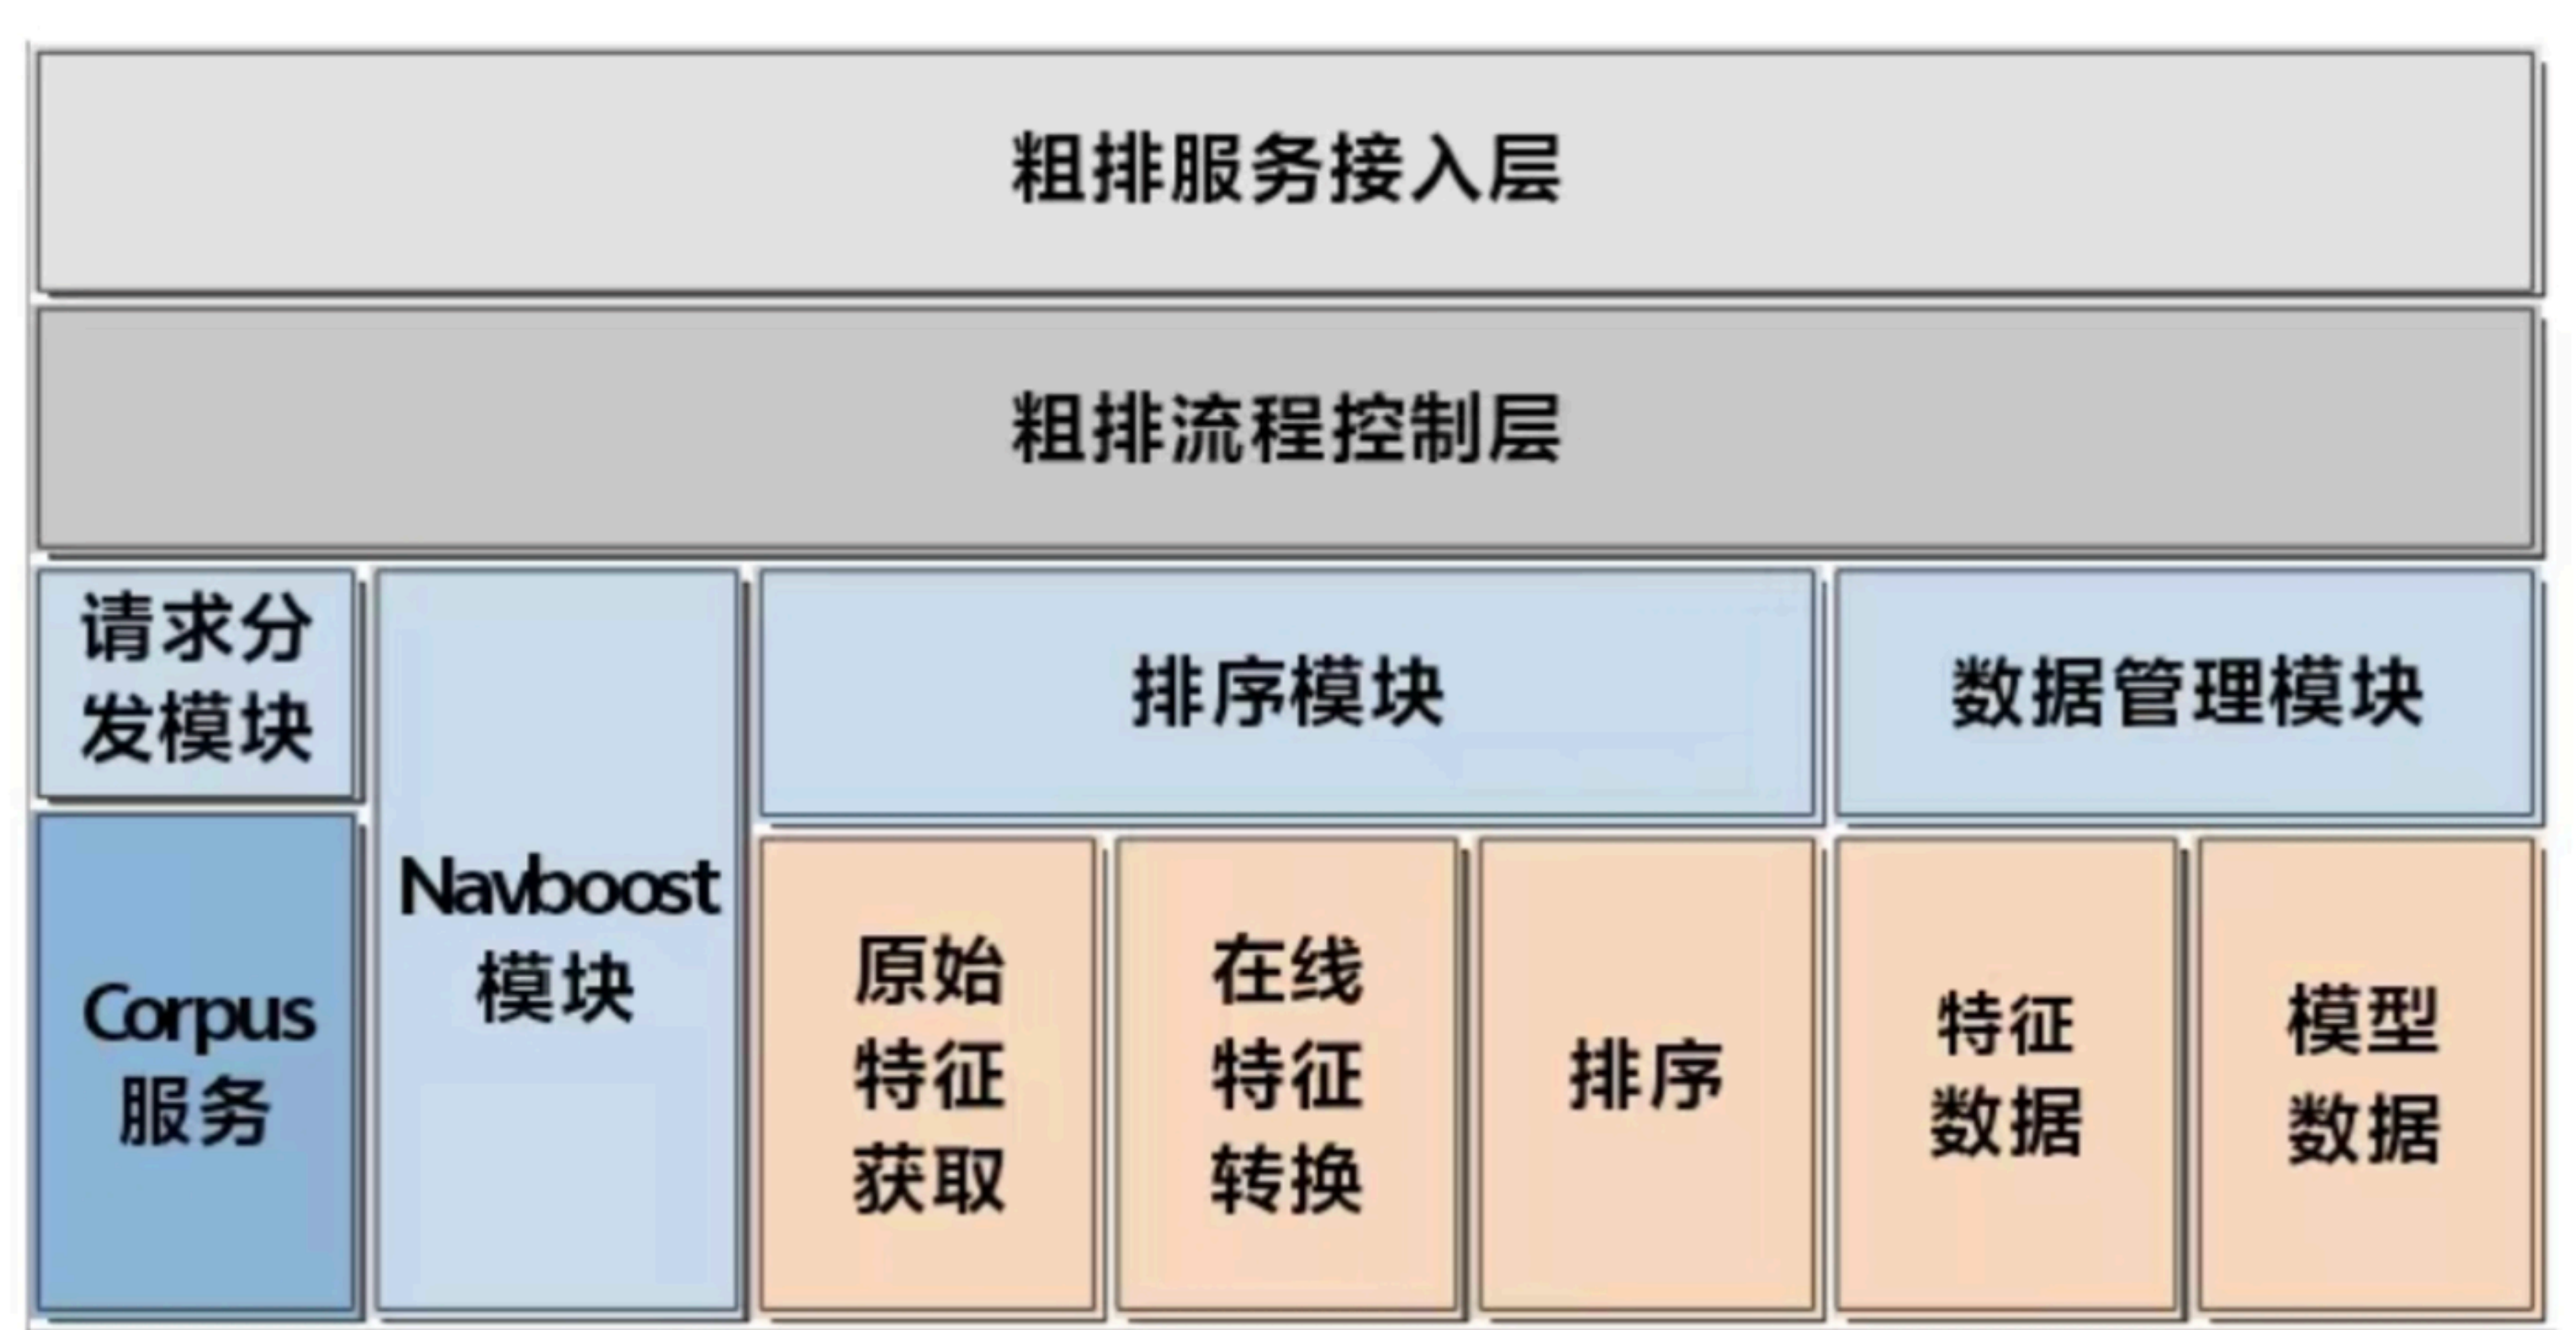 粗排服务接入层
粗排流程控制层
请求分
发模块
Corpus
服务
Navboost
模块
排序模块
原始
特征
获取
在线
特征
转换
排序
数据管理模块
特征
数据
模型
数据